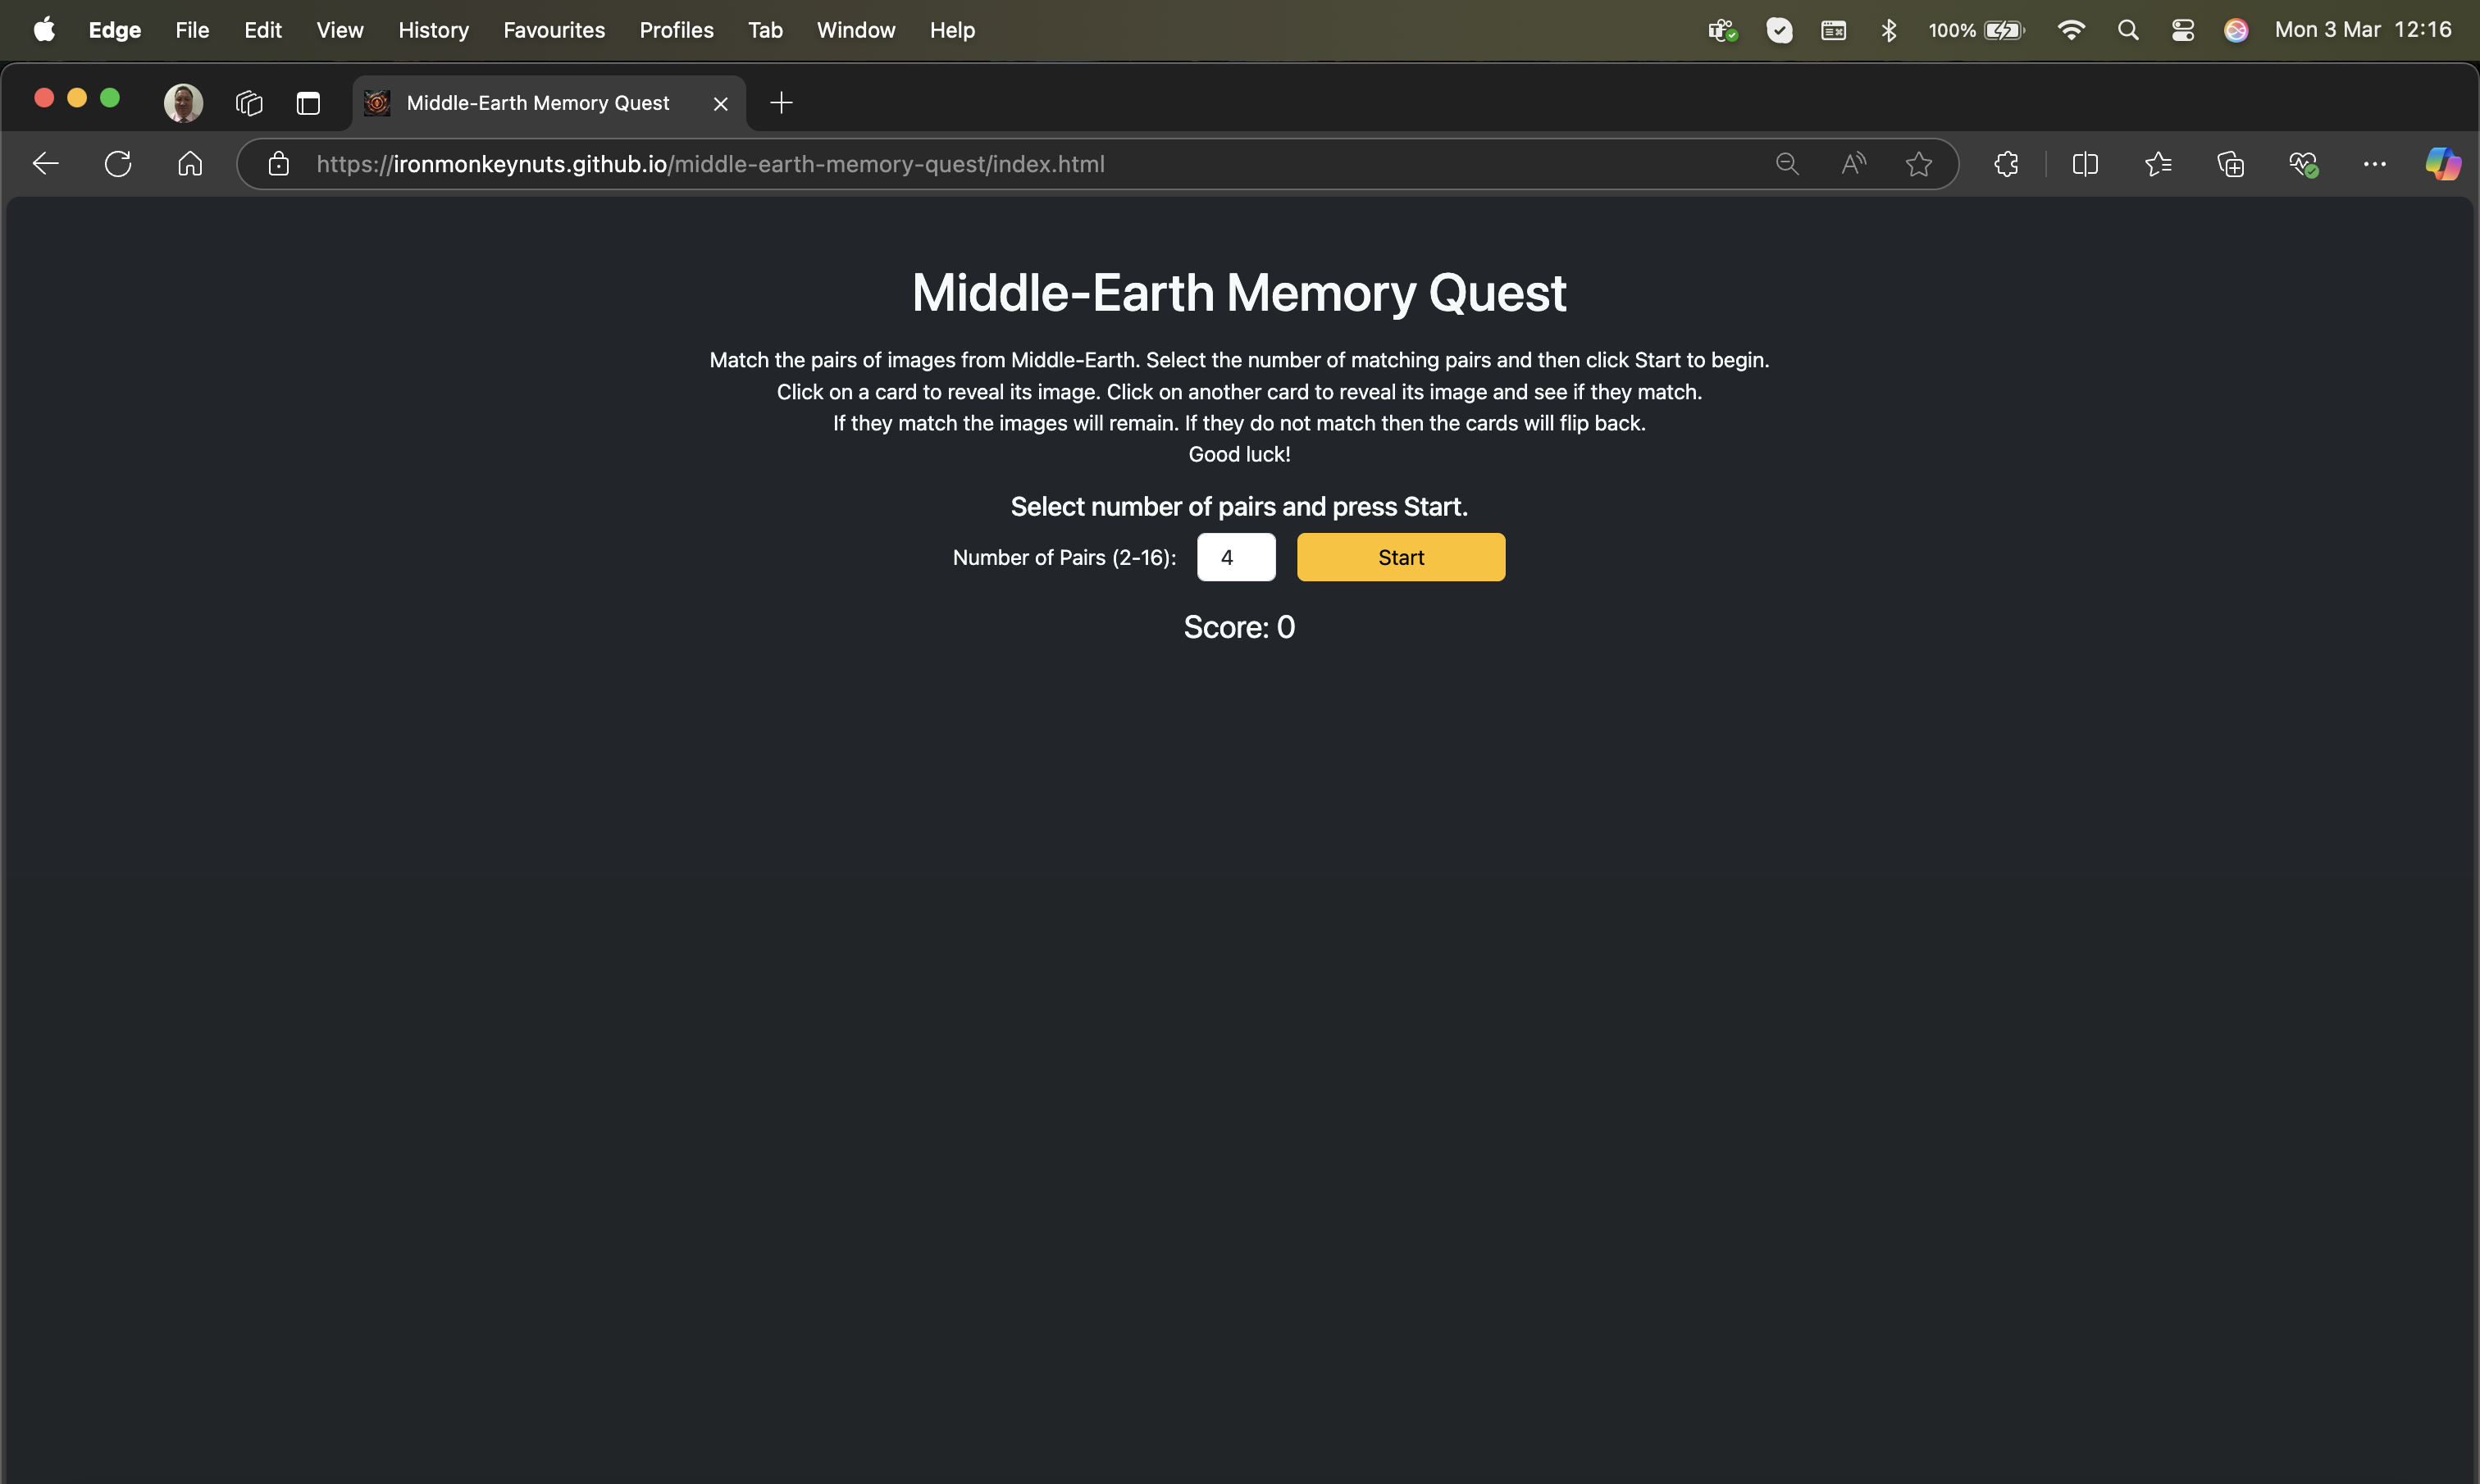 Edge File Edit View History Favourites Profiles Tab Window Help 100% Mon 3 Mar 12:16
Middle-Earth Memory Quest
https://ironmonkeynuts.github.io/middle-earth-memory-quest/index.html
Middle-Earth Memory Quest
Match the pairs of images from Middle-Earth. Select the number of matching pairs and then click Start to begin.
Click on a card to reveal its image. Click on another card to reveal its image and see if they match.
If they match the images will remain. If they do not match then the cards will flip back.
Good luck!
Select number of pairs and press Start.
Number of Pairs (2-16): 4 Start
Score: 0